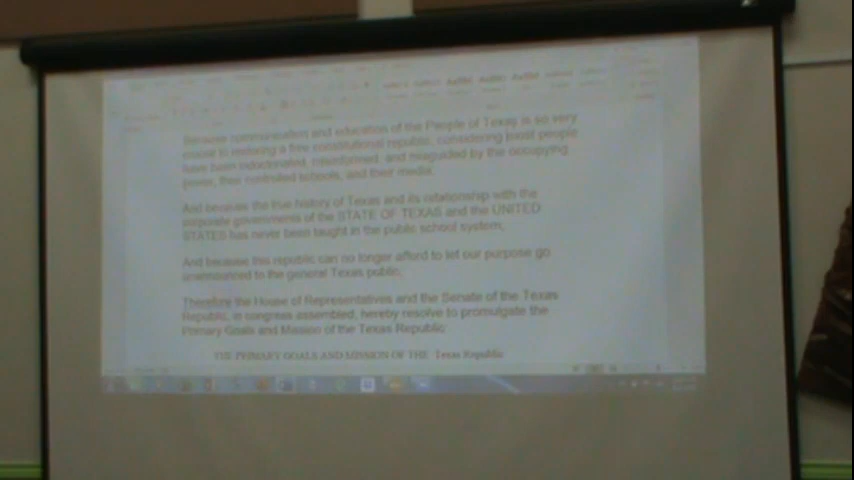 Because communication and education of the People of Texas is so very
crucial to restoring a free constitutional republic, considering most people
have been indoctrinated, misinformed, and misguided by the occupying
power, their controlled schools, and their media;
And because the true history of Texas and its relationship with the
corporate governments of the STATE OF TEXAS and the UNITED
STATES has never been taught in the public school system,
And because this republic can no longer afford to let our purpose go
unannounced to the general Texas public,
Therefore the House of Representatives and the Senate of the Texas
Republic, in congress assembled, hereby resolve to promulgate the
Primary Goals and Mission of the Texas Republic
THE PRIMARY GOALS AND MISSION OF THE Texas Republic